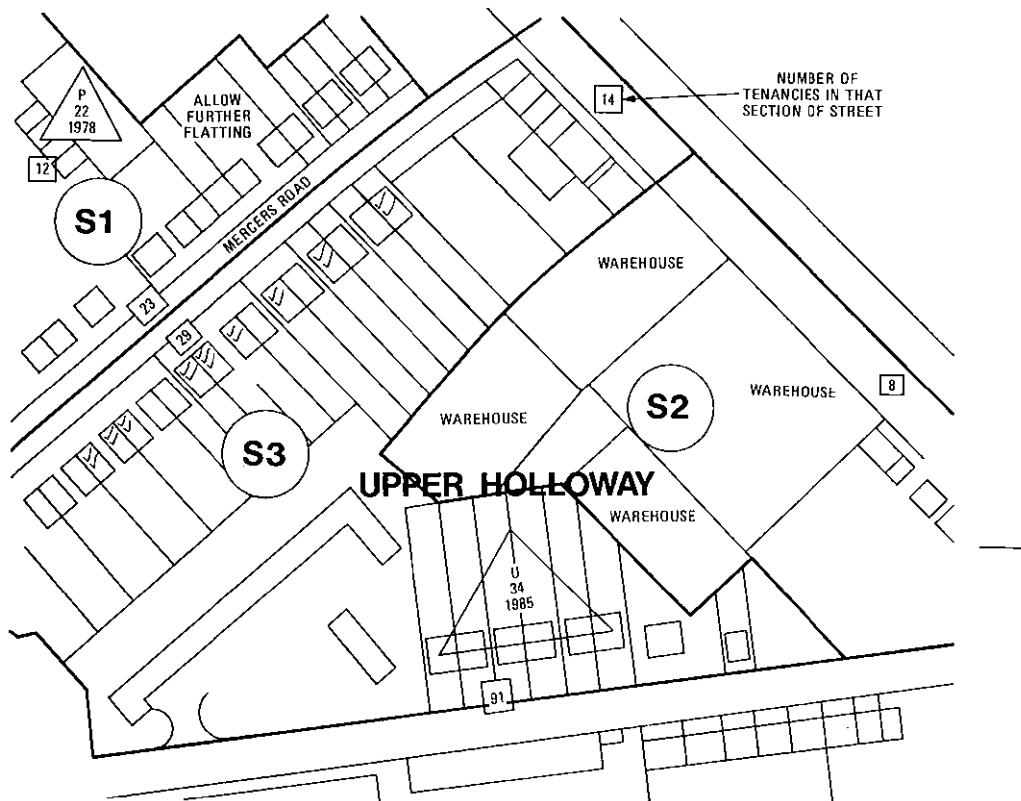 P
22
1978
ALLOW
FURTHER
FLATTING
14
NUMBER OF
TENANCIES IN THAT
SECTION OF STREET
12
S1
MERCERS ROAD
WAREHOUSE
23
29
WAREHOUSE
8
S2
WAREHOUSE
S3
UPPER HOLLOWAY
WAREHOUSE
U
34
1985
91